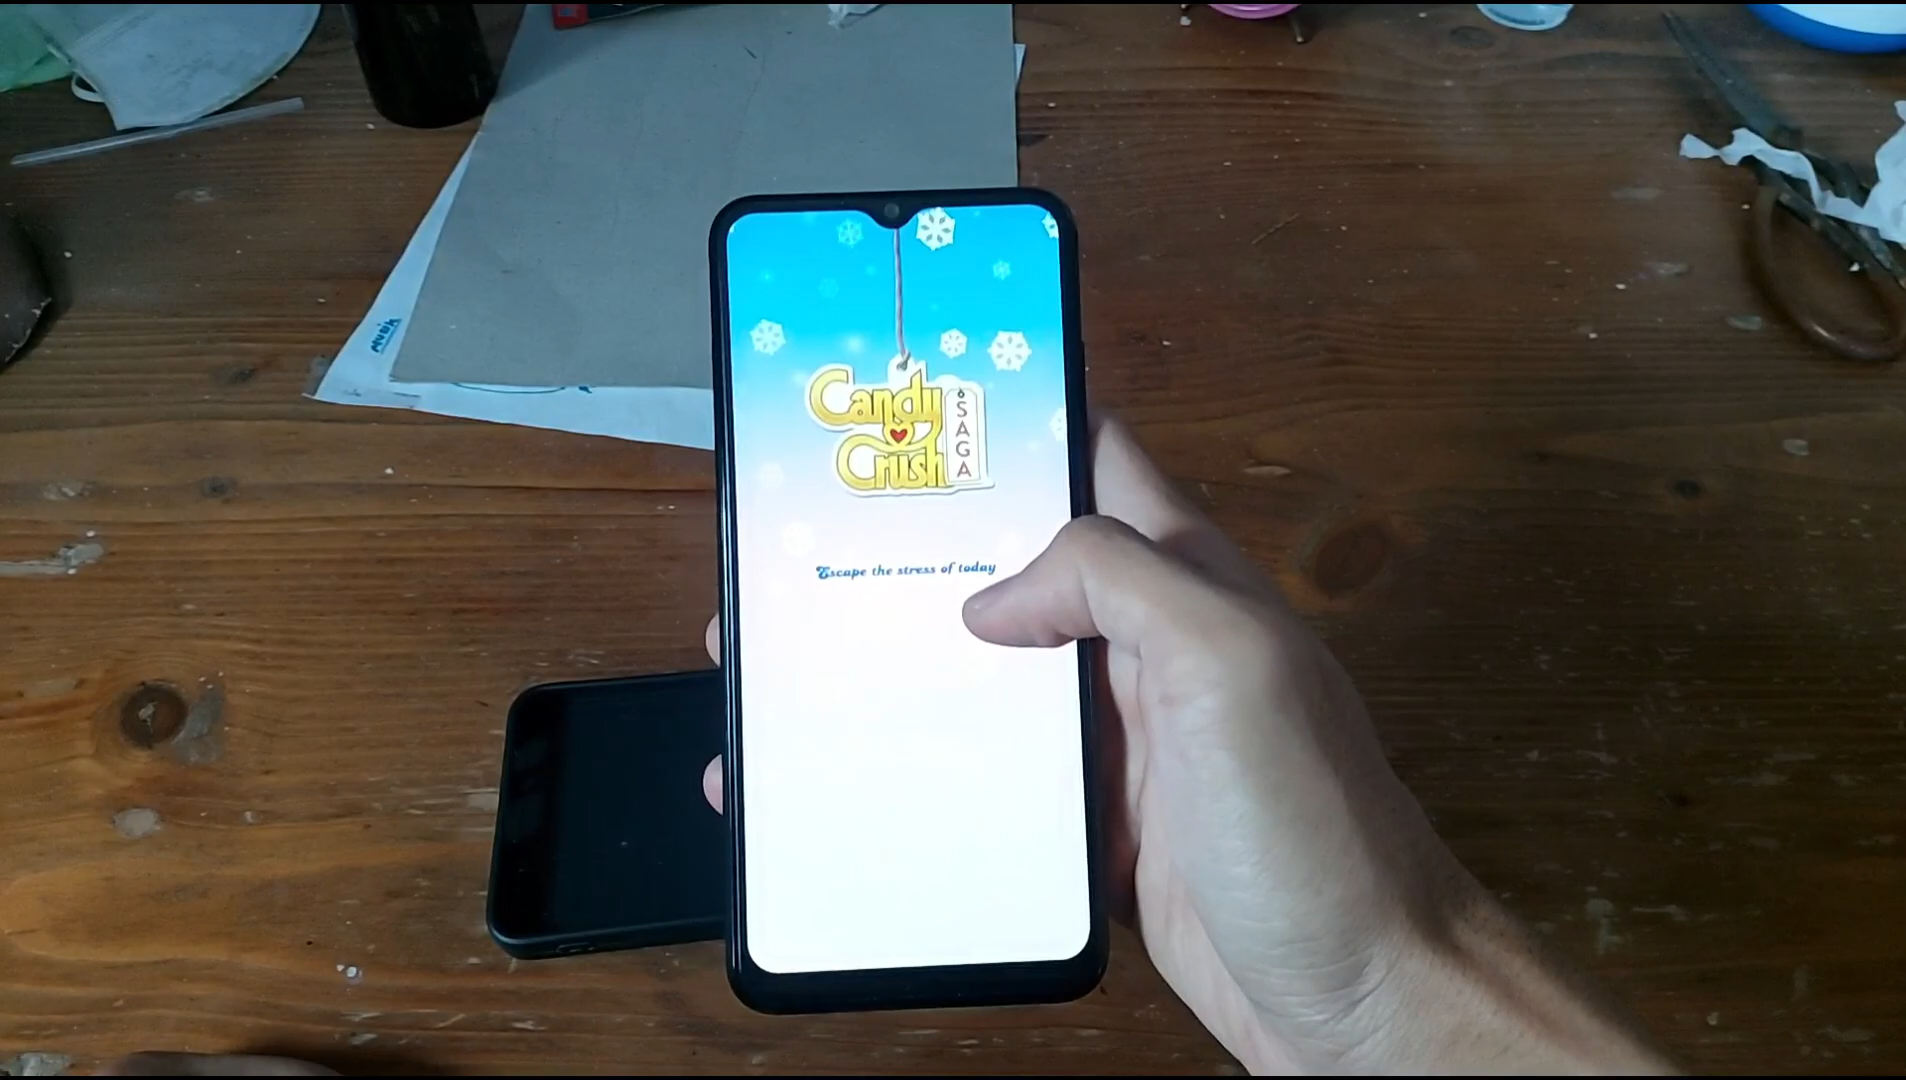 Candy
Crush
SAGA
Escape the stress of today